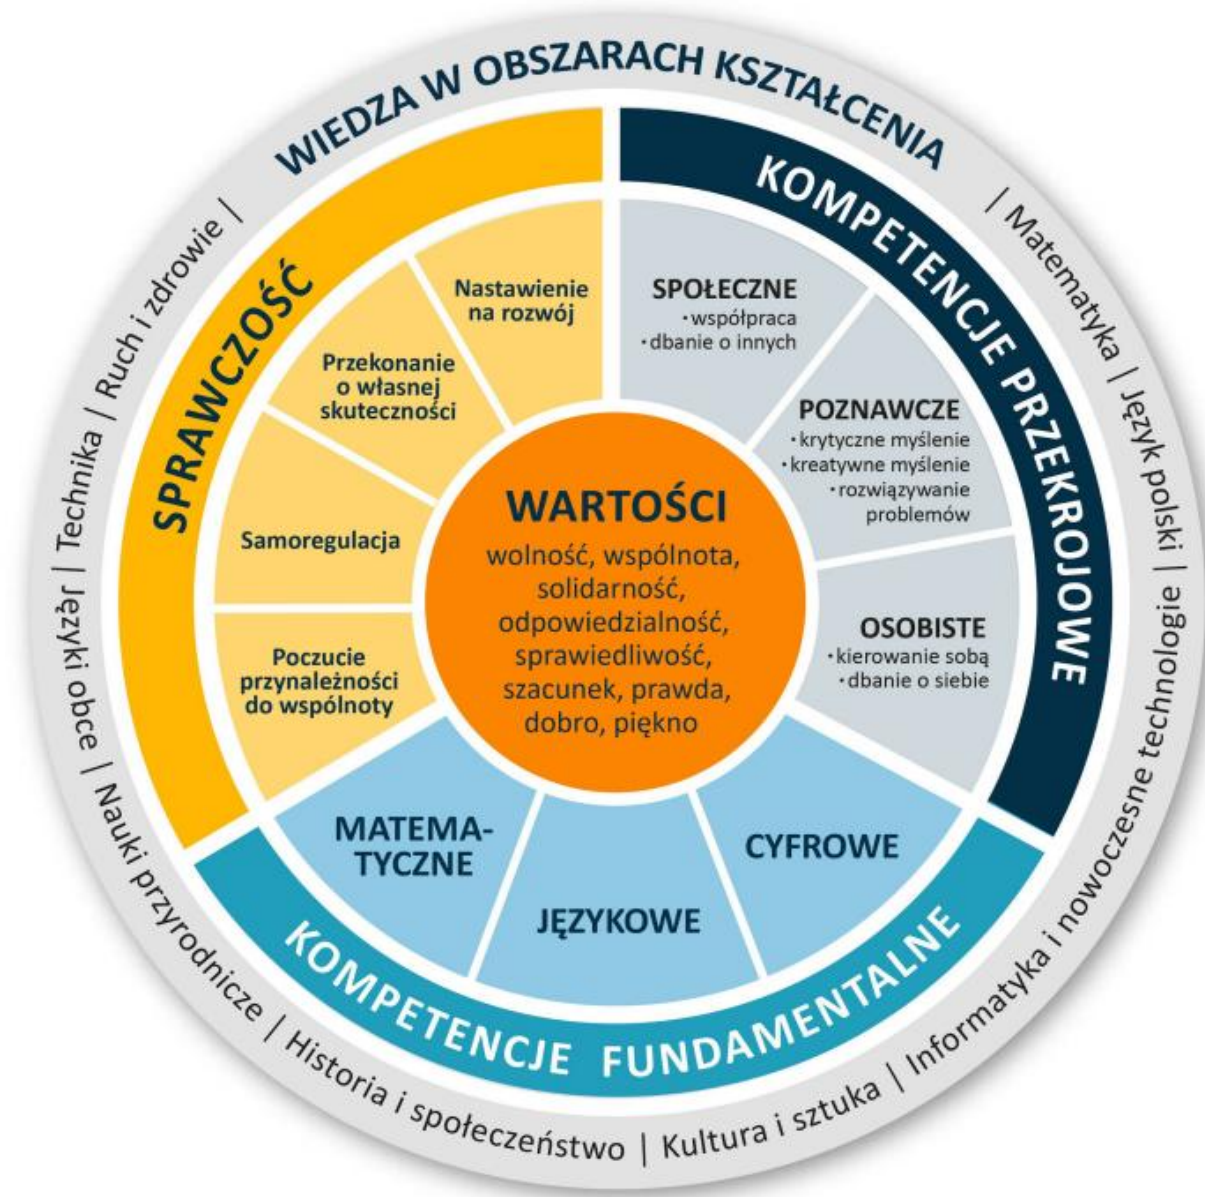 WIEDZA W OBSZARACH KSZTAŁCENIA
| Matematyka | Język polski | Informatyka i nowoczesne technologie | Kultura i sztuka | Historia i społeczeństwo | Nauki przyrodnicze | Języki obce | Technika | Ruch i zdrowie |
SPRAWCZOŚĆ
Nastawienie
na rozwój
Przekonanie
o własnej
skuteczności
Samoregulacja
Poczucie
przynależności
do wspólnoty
KOMPETENCJE PRZEKROJOWE
SPOŁECZNE
·współpraca
·dbanie o innych
POZNAWCZE
·krytyczne myślenie
·kreatywne myślenie
·rozwiązywanie
problemów
OSOBISTE
·kierowanie sobą
·dbanie o siebie
WARTOŚCI
wolność, wspólnota,
solidarność,
odpowiedzialność,
sprawiedliwość,
szacunek, prawda,
dobro, piękno
MATEMA-
TYCZNE
JĘZYKOWE
CYFROWE
KOMPETENCJE FUNDAMENTALNE